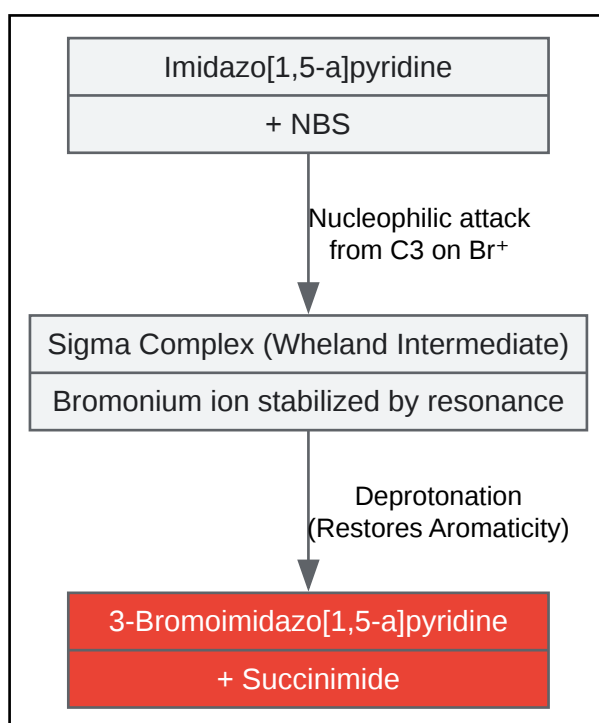 Imidazo[1,5-a]pyridine
+ NBS
Nucleophilic attack
from C3 on Br⁺
Sigma Complex (Wheland Intermediate)
Bromonium ion stabilized by resonance
Deprotonation
(Restores Aromaticity)
3-Bromoimidazo[1,5-a]pyridine
+ Succinimide